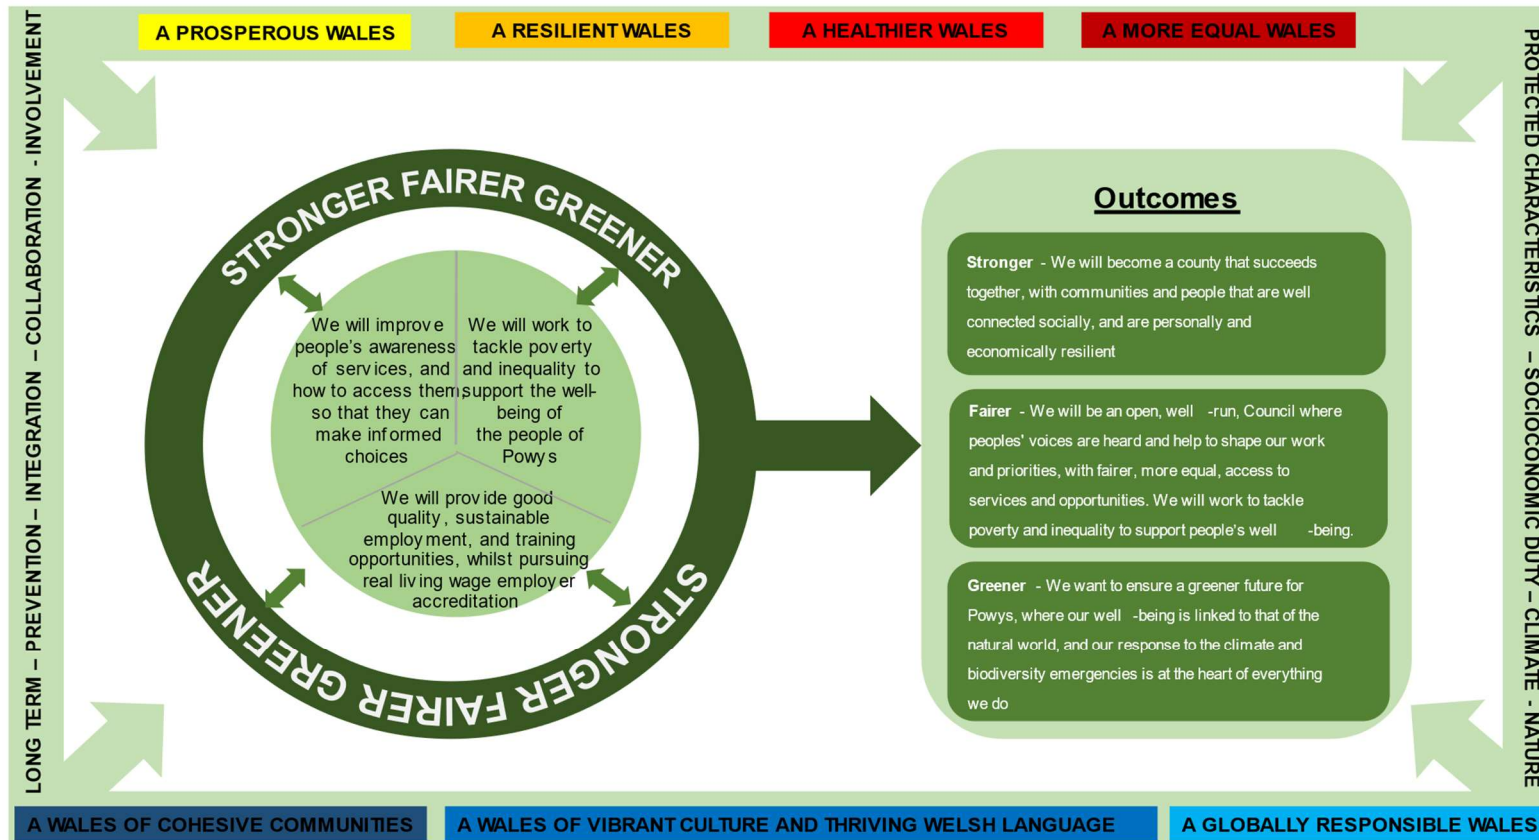 A PROSPEROUS WALES
A RESILIENT WALES
A HEALTHIER WALES
A MORE EQUAL WALES
LONG TERM – PREVENTION – INTEGRATION – COLLABORATION - INVOLVEMENT
STRONGER FAIRER GREENER
We will improve
people's awareness
of services, and
how to access them,
so that they can
make informed
choices
We will work to
tackle poverty
and inequality to
support the well-
being of
the people of
Powys
We will provide good
quality, sustainable
employment, and training
opportunities, whilst pursuing
real living wage employer
accreditation
STRONGER FAIRER GREENER
Outcomes
Stronger - We will become a county that succeeds
together, with communities and people that are well
connected socially, and are personally and
economically resilient
Fairer - We will be an open, well -run, Council where
peoples' voices are heard and help to shape our work
and priorities, with fairer, more equal, access to
services and opportunities. We will work to tackle
poverty and inequality to support people's well -being.
Greener - We want to ensure a greener future for
Powys, where our well -being is linked to that of the
natural world, and our response to the climate and
biodiversity emergencies is at the heart of everything
we do
PROTECTED CHARACTERISTICS – SOCIOECONOMIC DUTY – CLIMATE - NATURE
A WALES OF COHESIVE COMMUNITIES
A WALES OF VIBRANT CULTURE AND THRIVING WELSH LANGUAGE
A GLOBALLY RESPONSIBLE WALES